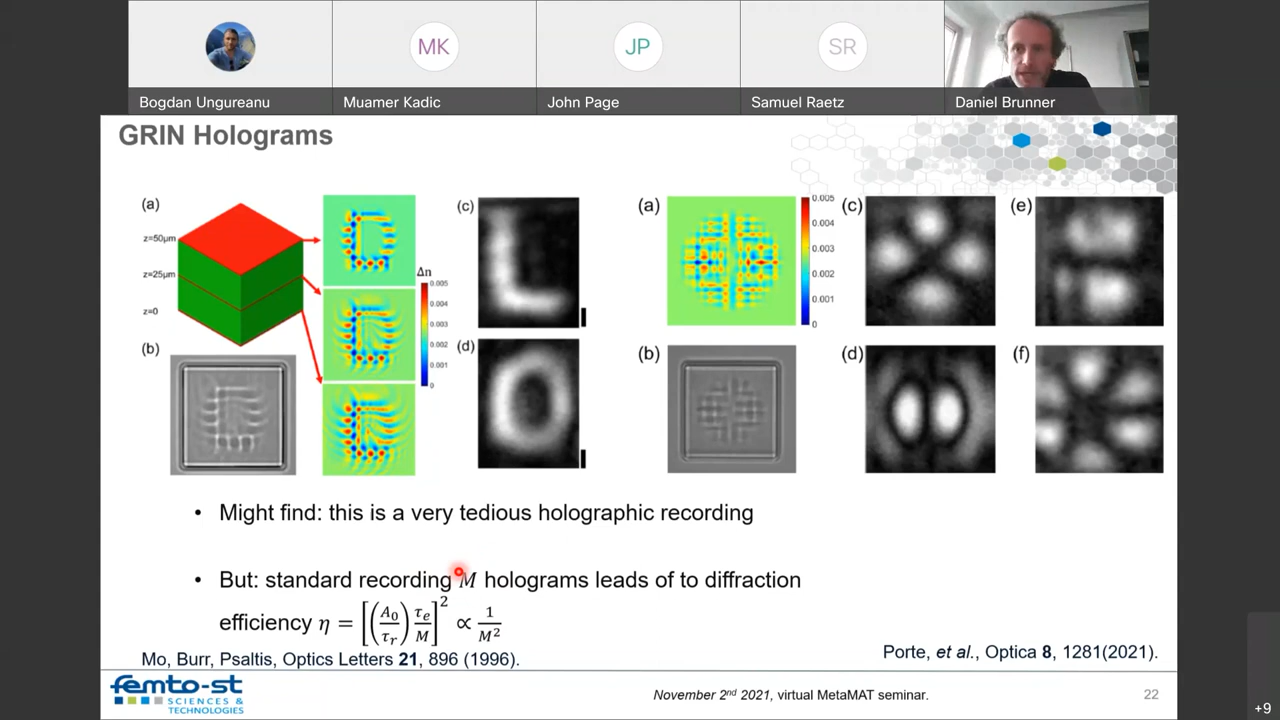 MK
JP
SR
Bogdan Ungureanu
Muamer Kadic
John Page
Samuel Raetz
Daniel Brunner
GRIN Holograms
(a)
z=50µm
z=25µm
z=0
(b)
Δn
0.005
0.004
0.003
0.002
0.001
0
(c)
(d)
(a)
0.005
0.004
0.003
0.002
0.001
0
(b)
(c)
(d)
(e)
(f)
• Might find: this is a very tedious holographic recording
• But: standard recording M holograms leads of to diffraction
efficiency η = [(A₀/τᵣ) τₑ/M]² ∝ 1/M²
Mo, Burr, Psaltis, Optics Letters 21, 896 (1996).
Porte, et al., Optica 8, 1281(2021).
femto-st
SCIENCES &
TECHNOLOGIES
November 2nd 2021, virtual MetaMAT seminar.
22
+9